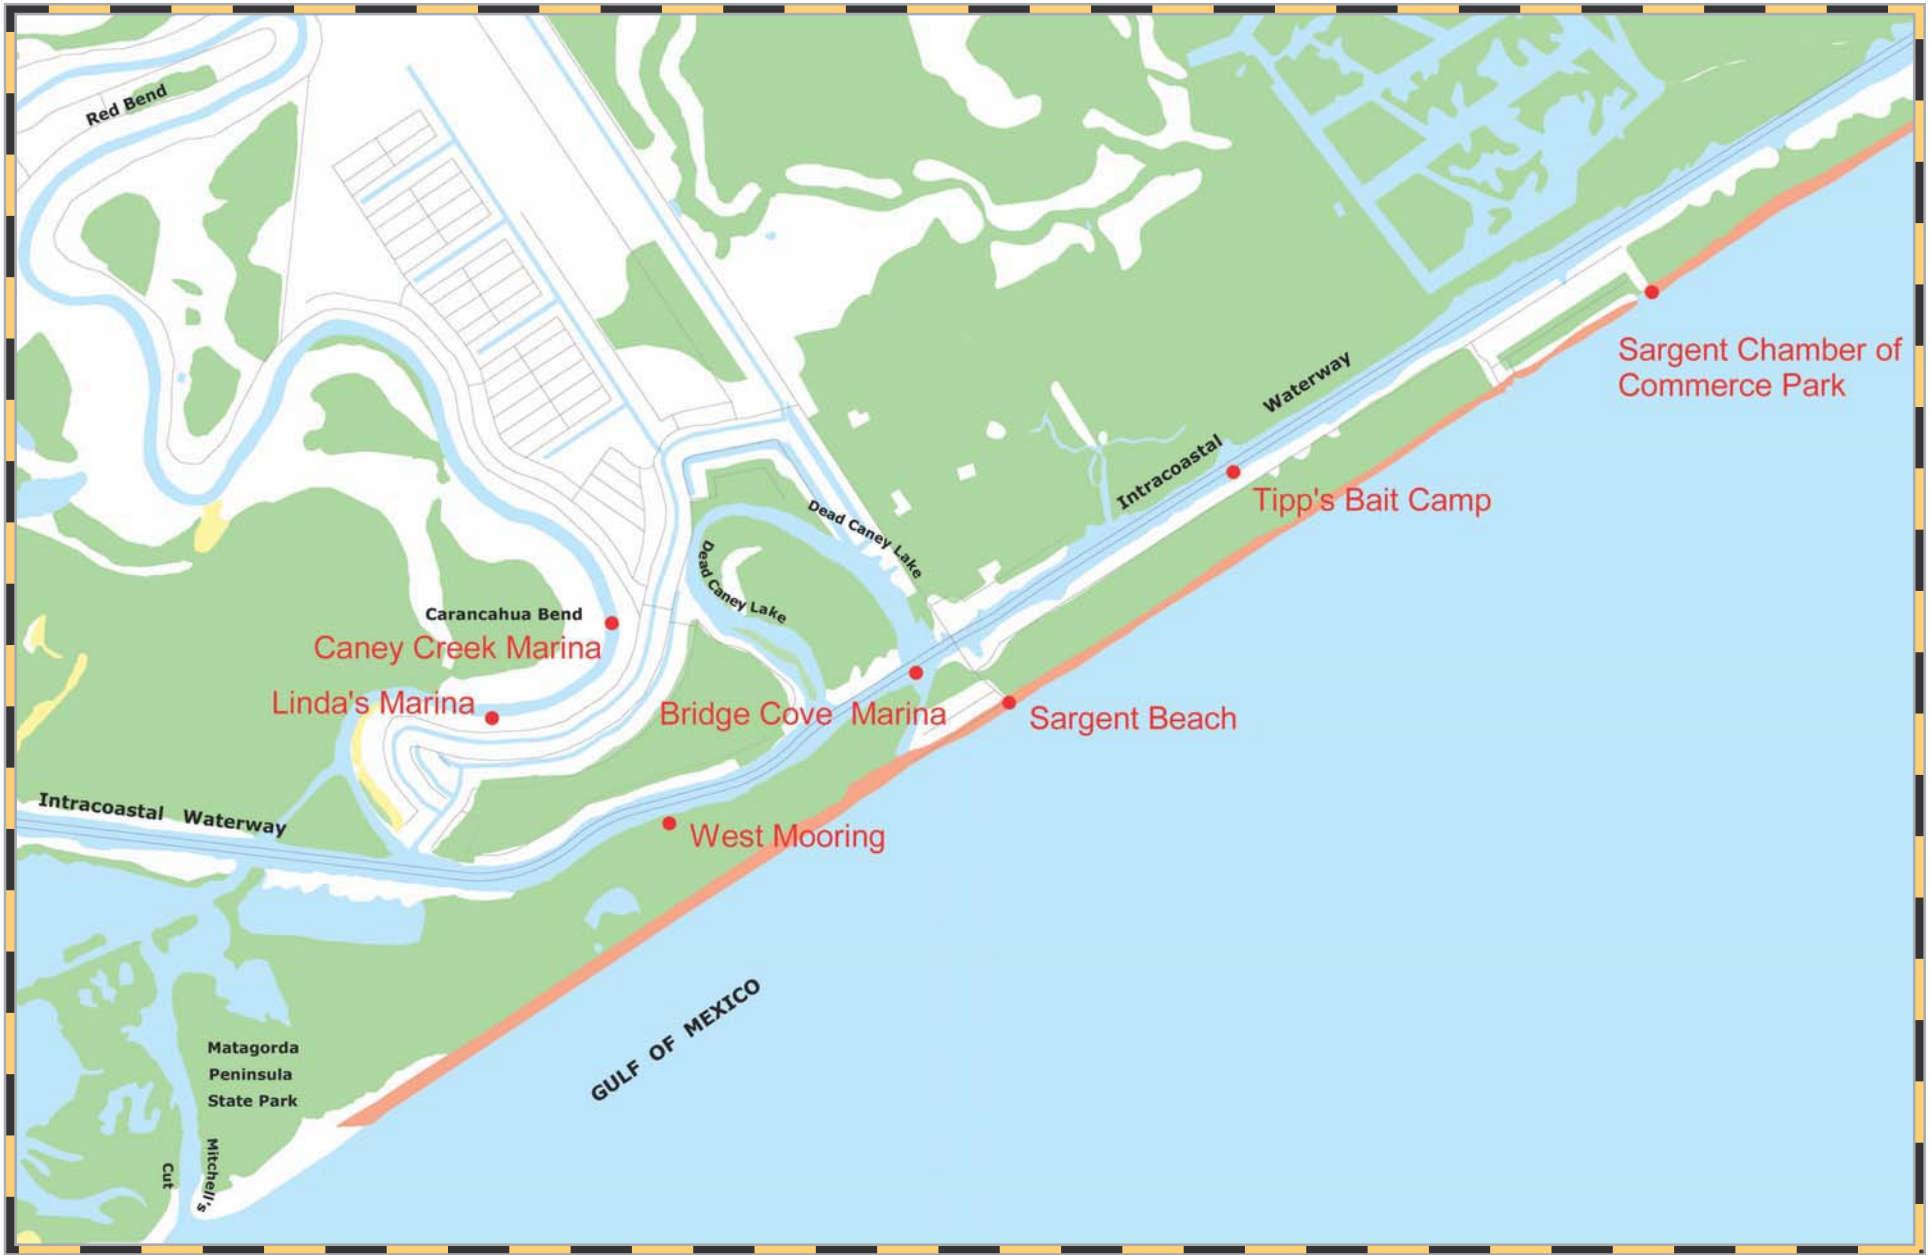 Red Bend
Sargent Chamber of
Commerce Park
Waterway
Intracoastal
Tipp's Bait Camp
Dead Caney Lake
Dead Caney Lake
Carancahua Bend
Caney Creek Marina
Linda's Marina
Bridge Cove Marina
Sargent Beach
Intracoastal Waterway
West Mooring
GULF OF MEXICO
Matagorda
Peninsula
State Park
Mitchell's
Cut